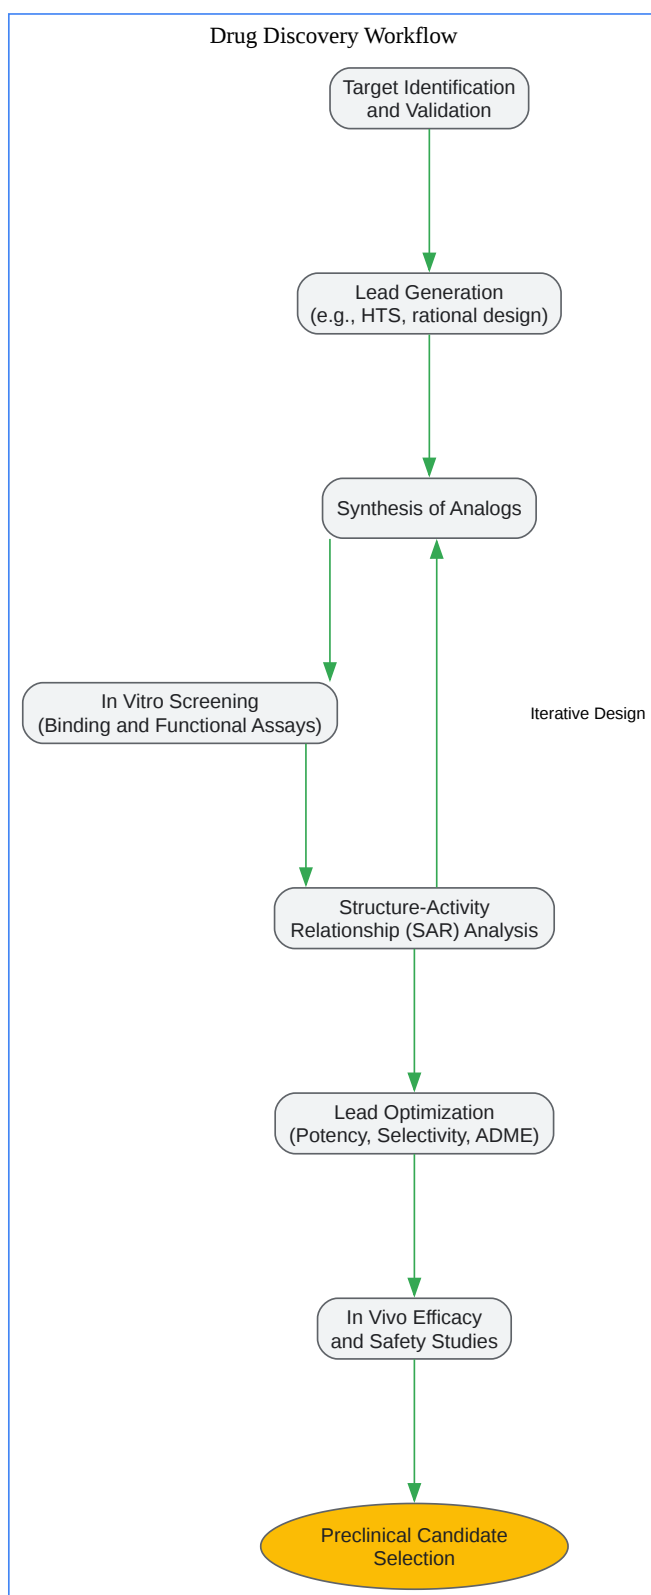 Drug Discovery Workflow
Target Identification
and Validation
Lead Generation
(e.g., HTS, rational design)
Synthesis of Analogs
In Vitro Screening
(Binding and Functional Assays)
Iterative Design
Structure-Activity
Relationship (SAR) Analysis
Lead Optimization
(Potency, Selectivity, ADME)
In Vivo Efficacy
and Safety Studies
Preclinical Candidate
Selection